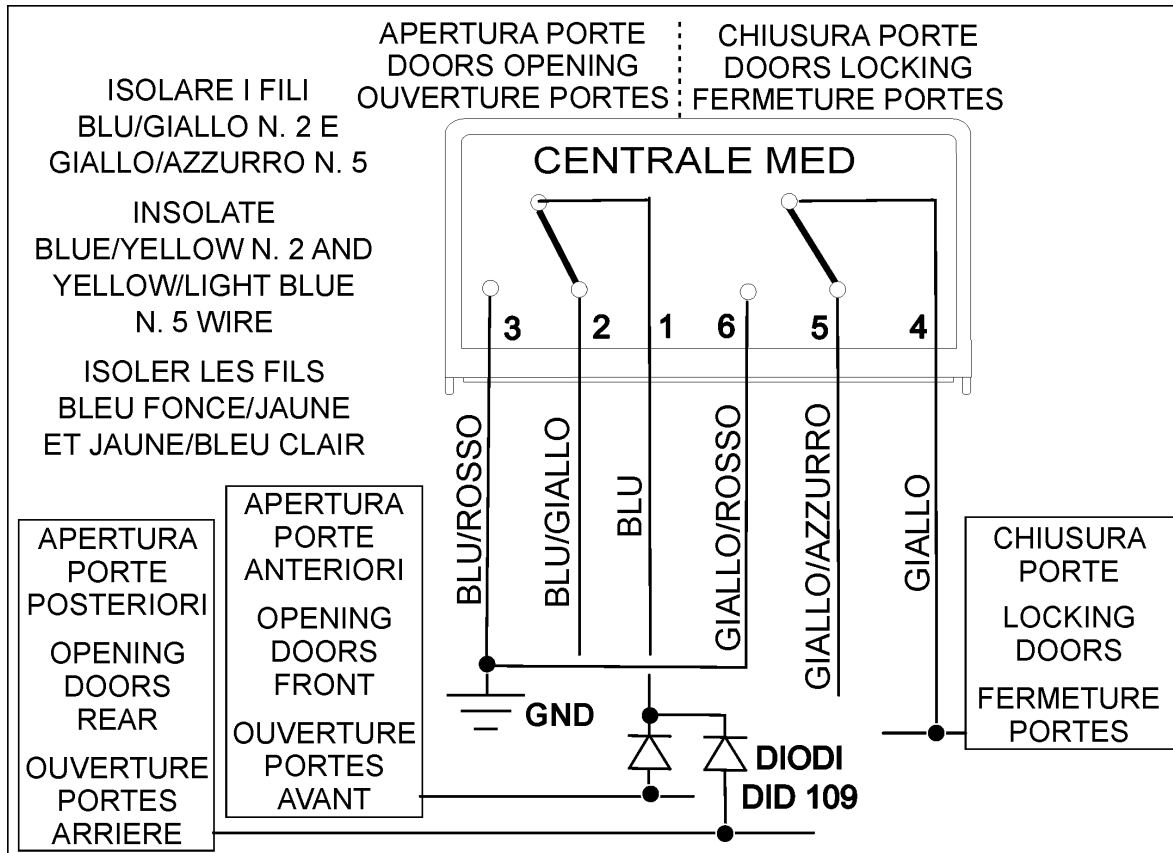 APERTURA PORTE
DOORS OPENING
OUVERTURE PORTES
CHIUSURA PORTE
DOORS LOCKING
FERMETURE PORTES
ISOLARE I FILI
BLU/GIALLO N. 2 E
GIALLO/AZZURRO N. 5
INSOLATE
BLUE/YELLOW N. 2 AND
YELLOW/LIGHT BLUE
N. 5 WIRE
ISOLER LES FILS
BLEU FONCE/JAUNE
ET JAUNE/BLEU CLAIR
CENTRALE MED
3 2 1 6 5 4
BLU/ROSSO
BLU/GIALLO
BLU
GIALLO/ROSSO
GIALLO/AZZURRO
GIALLO
APERTURA
PORTE
POSTERIORI
OPENING
DOORS
REAR
OUVERTURE
PORTES
ARRIERE
APERTURA
PORTE
ANTERIORI
OPENING
DOORS
FRONT
OUVERTURE
PORTES
AVANT
GND
DIODI
DID 109
CHIUSURA
PORTE
LOCKING
DOORS
FERMETURE
PORTES